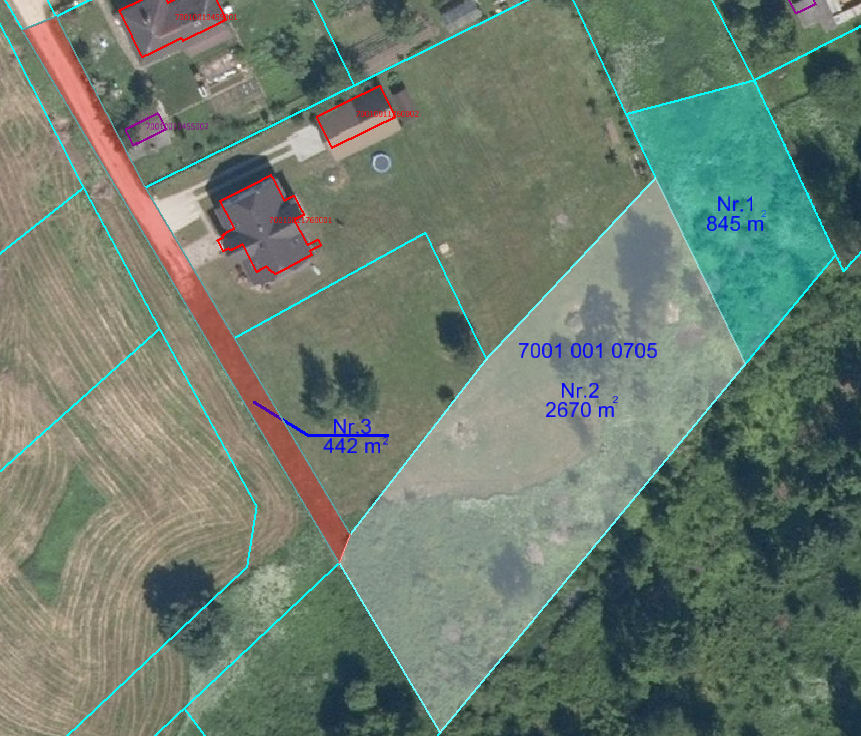 Nr.1
845 m²
7001 001 0705
Nr.2
2670 m²
Nr.3
442 m²